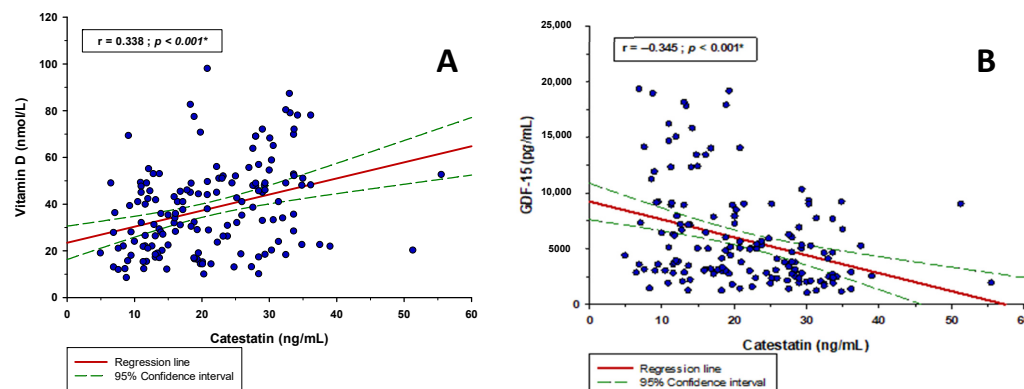 120
100
80
60
40
20
0
Vitamin D (nmol/L)
r = 0.338 ; p < 0.001*
A
0 10 20 30 40 50 60
Catestatin (ng/mL)
Regression line
95% Confidence interval
25,000
20,000
15,000
10,000
5000
0
GDF-15 (pg/mL)
r = –0.345 ; p < 0.001*
B
0 10 20 30 40 50 60
Catestatin (ng/mL)
Regression line
95% Confidence interval